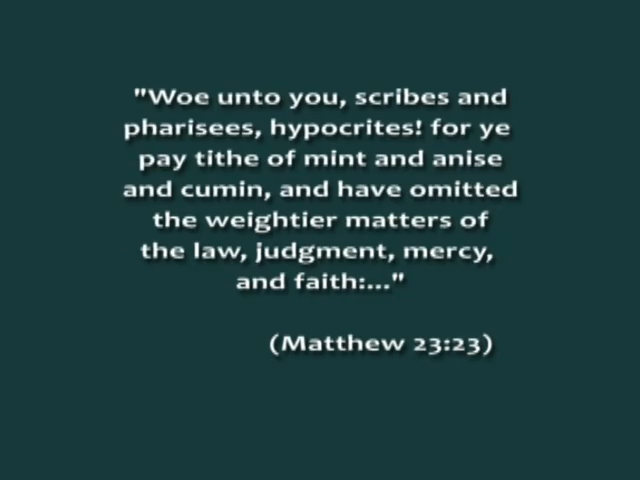 "Woe unto you, scribes and
pharisees, hypocrites! for ye
pay tithe of mint and anise
and cumin, and have omitted
the weightier matters of
the law, judgment, mercy,
and faith:..."
(Matthew 23:23)